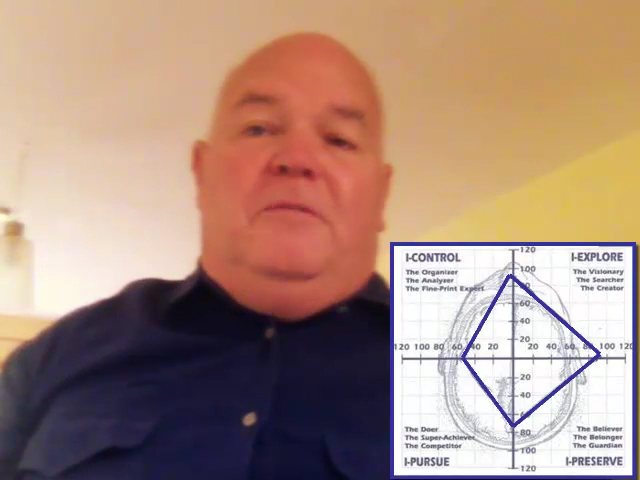 I-CONTROL
The Organizer
The Analyzer
The Fine-Print Expert
I-EXPLORE
The Visionary
The Searcher
The Creator
120
100
80
60
40
20
120 100 80 60 40 20 20 40 60 80 100 120
20
40
60
80
100
120
The Doer
The Super-Achiever
The Competitor
I-PURSUE
The Believer
The Belonger
The Guardian
I-PRESERVE